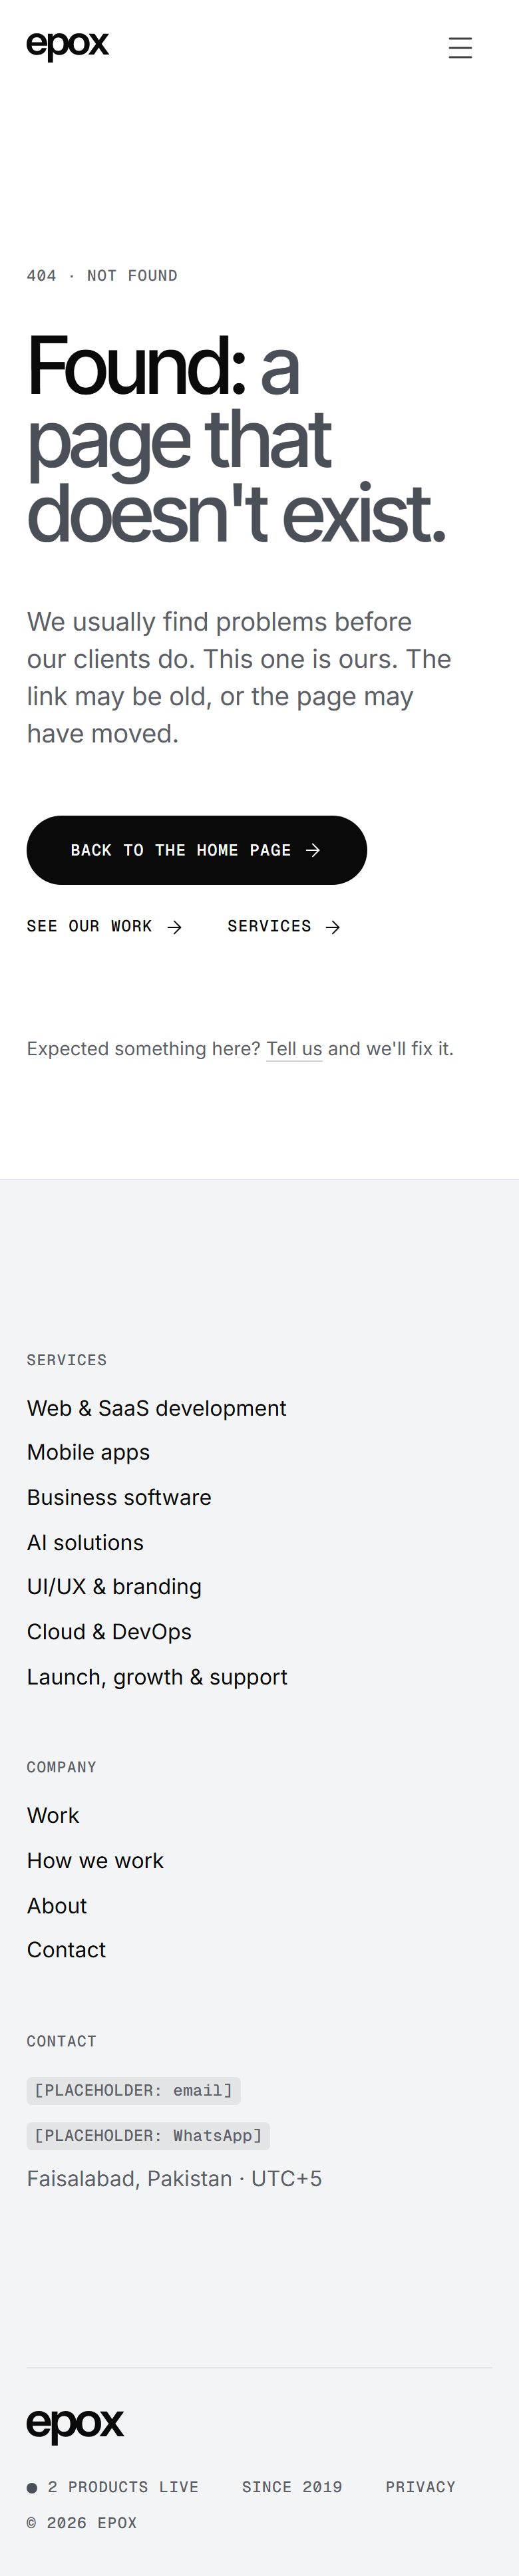 epox
404 · NOT FOUND
Found: a
page that
doesn't exist.
We usually find problems before
our clients do. This one is ours. The
link may be old, or the page may
have moved.
BACK TO THE HOME PAGE →
SEE OUR WORK → SERVICES →
Expected something here? Tell us and we'll fix it.
SERVICES
Web & SaaS development
Mobile apps
Business software
AI solutions
UI/UX & branding
Cloud & DevOps
Launch, growth & support
COMPANY
Work
How we work
About
Contact
CONTACT
[PLACEHOLDER: email]
[PLACEHOLDER: WhatsApp]
Faisalabad, Pakistan · UTC+5
epox
2 PRODUCTS LIVE SINCE 2019 PRIVACY
© 2026 EPOX